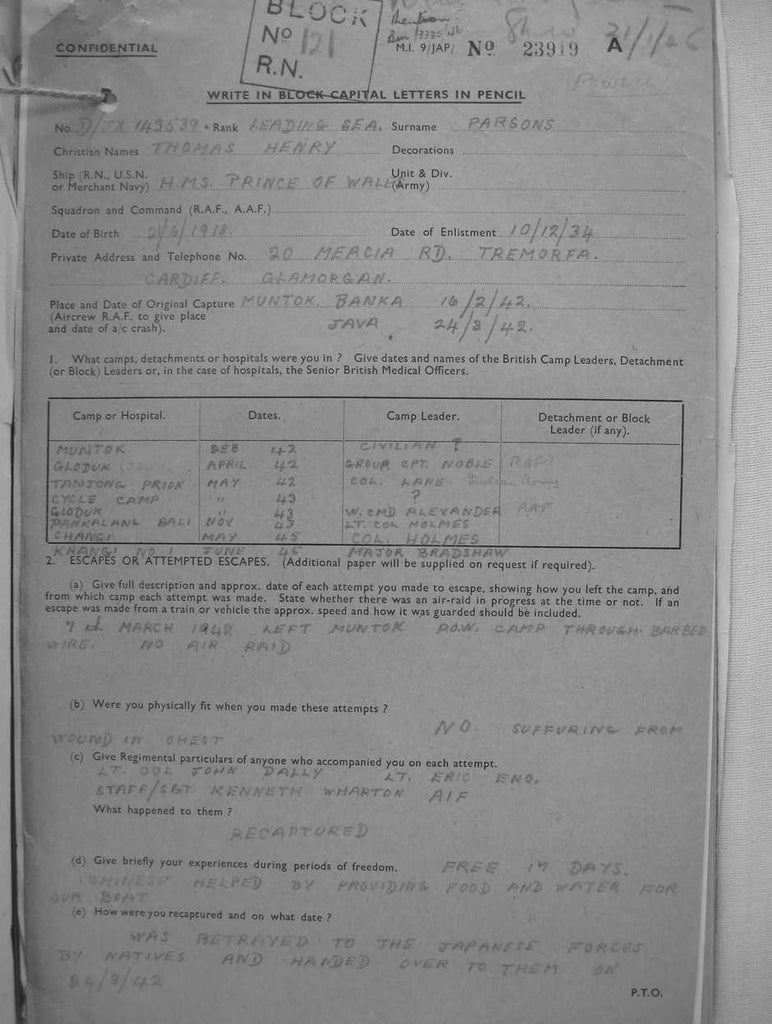 BLOCK
Nº 121
R.N.
CONFIDENTIAL
M.I. 9/JAP/ Nº 23919 A
WRITE IN BLOCK CAPITAL LETTERS IN PENCIL
No. D/JX 143539 Rank LEADING SEA. Surname PARSONS
Christian Names THOMAS HENRY Decorations
Ship (R.N., U.S.N. Unit & Div.
or Merchant Navy) H.M.S. PRINCE OF WALES (Army)
Squadron and Command (R.A.F., A.A.F.)
Date of Birth 2/6/1918. Date of Enlistment 10/12/34
Private Address and Telephone No. 20 MERCIA RD, TREMORFA.
CARDIFF. GLAMORGAN.
Place and Date of Original Capture MUNTOK, BANKA 16/2/42.
(Aircrew R.A.F. to give place JAVA, 24/3/42.
and date of a/c crash).
1. What camps, detachments or hospitals were you in ? Give dates and names of the British Camp Leaders, Detachment
(or Block) Leaders or, in the case of hospitals, the Senior British Medical Officers.
Camp or Hospital. Dates. Camp Leader. Detachment or Block
Leader (if any).
MUNTOK FEB 42 CIVILIAN ?
GLODUK APRIL 42 GROUP CPT. NOBLE RAF
TANJONG PRIOK MAY 42 COL. LANE Indian Army
CYCLE CAMP " 43 ?
GLODUK " 43 W. CMD ALEXANDER RAF
PANKALANG BALI NOV 43 LT. COL HOLMES
CHANGI MAY 45 COL. HOLMES
KRANGI No 1 JUNE 45 MAJOR BRADSHAW
2. ESCAPES OR ATTEMPTED ESCAPES. (Additional paper will be supplied on request if required).
(a) Give full description and approx. date of each attempt you made to escape, showing how you left the camp, and
from which camp each attempt was made. State whether there was an air-raid in progress at the time or not. If an
escape was made from a train or vehicle the approx. speed and how it was guarded should be included.
7th MARCH 1942 LEFT MUNTOK P.O.W. CAMP THROUGH BARBED
WIRE. NO AIR RAID
(b) Were you physically fit when you made these attempts ?
NO. SUFFURING FROM
WOUND IN CHEST
(c) Give Regimental particulars of anyone who accompanied you on each attempt.
LT. COL JOHN DALLY LT. ERIC ENO.
STAFF/SGT KENNETH WHARTON AIF
What happened to them ?
RECAPTURED
(d) Give briefly your experiences during periods of freedom. FREE 17 DAYS.
CHINESE HELPED BY PROVIDING FOOD AND WATER FOR
OUR BOAT
(e) How were you recaptured and on what date ?
WAS BETRAYED TO THE JAPANESE FORCES
BY NATIVES AND HANDED OVER TO THEM ON
24/3/42
P.T.O.